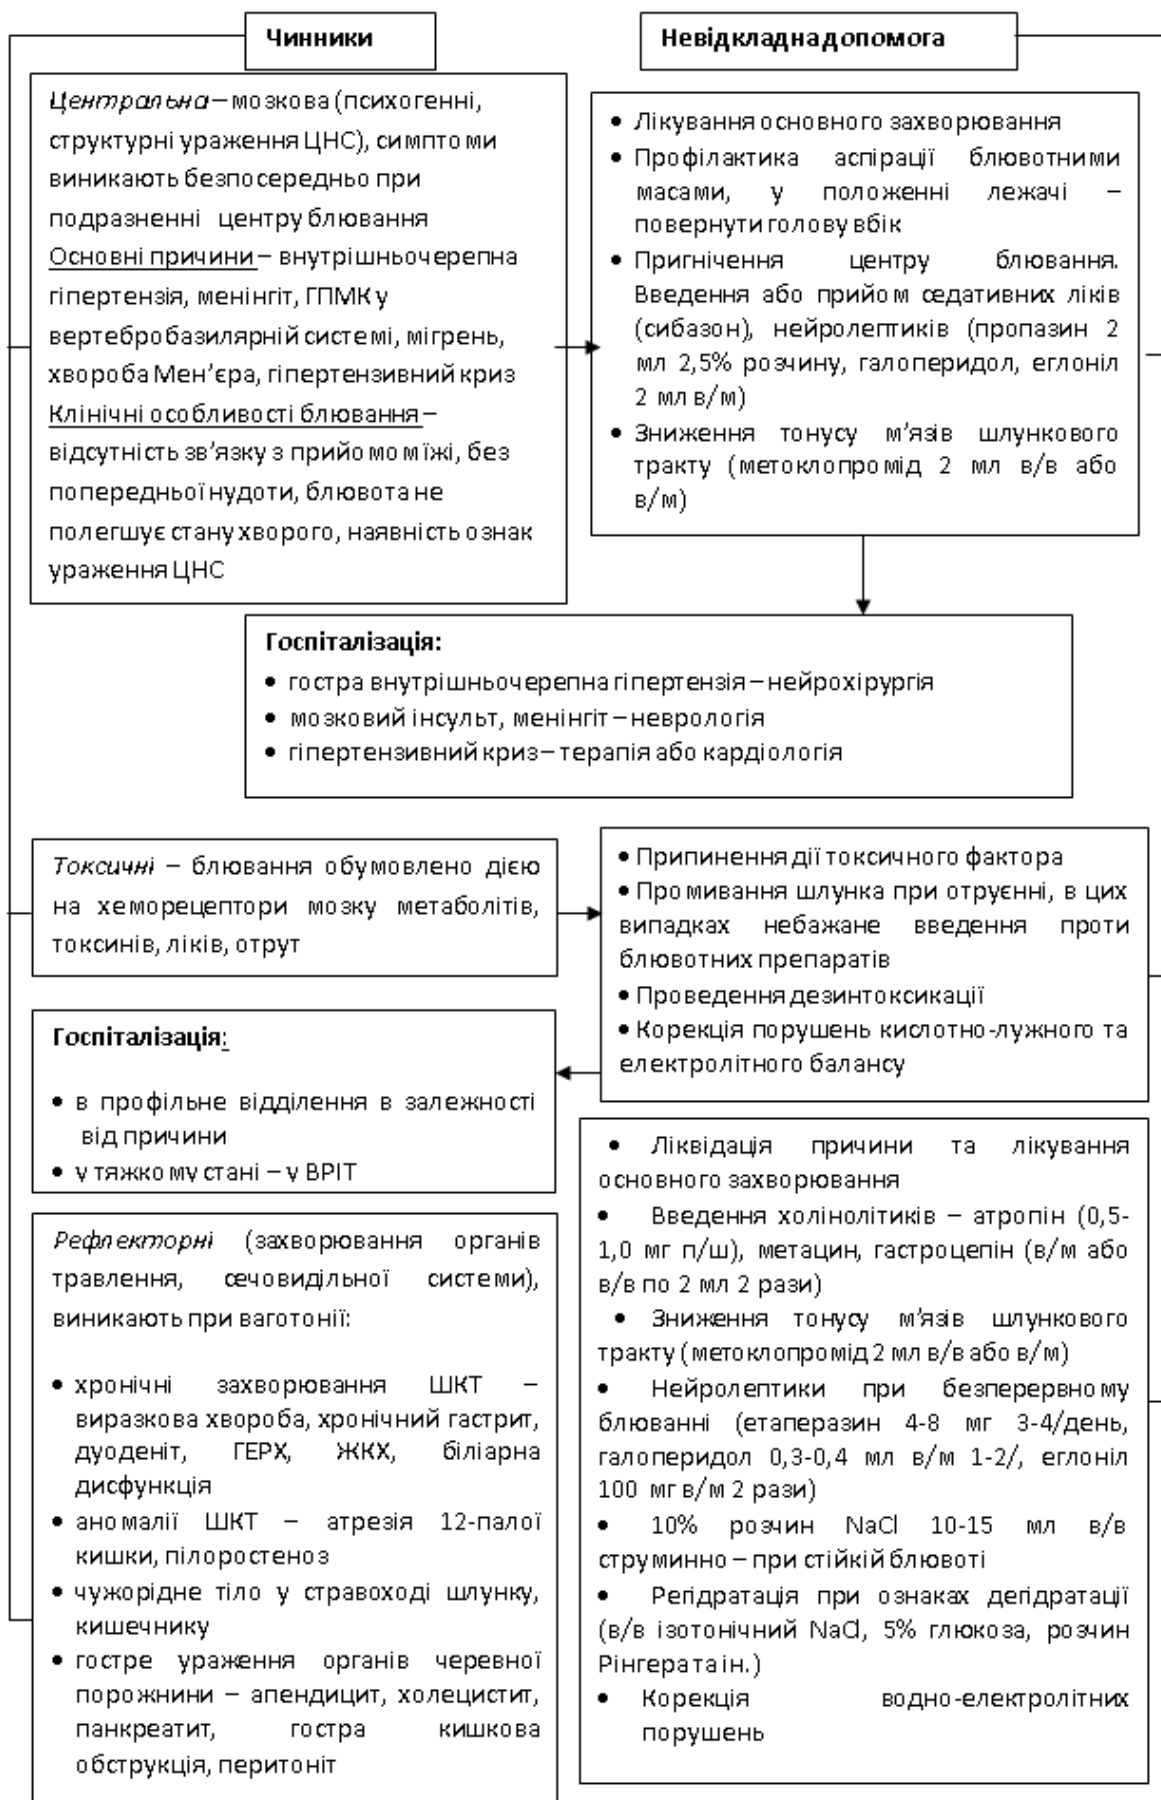 Чинники
Невідкладна допомога
Центральна – мозкова (психогенні,
структурні ураження ЦНС), симптоми
виникають безпосередньо при
подразненні центру блювання
Основні причини – внутрішньочерепна
гіпертензія, менінгіт, ГПМК у
вертебробазилярній системі, мігрень,
хвороба Мен’єра, гіпертензивний криз
Клінічні особливості блювання –
відсутність зв’язку з прийомом їжі, без
попередньої нудоти, блювота не
полегшує стану хворого, наявність ознак
ураження ЦНС
• Лікування основного захворювання
• Профілактика аспірації блювотними
масами, у положенні лежачі –
повернути голову вбік
• Пригнічення центру блювання.
Введення або прийом седативних ліків
(сибазон), нейролептиків (пропазин 2
мл 2,5% розчину, галоперидол, еглоніл
2 мл в/м)
• Зниження тонусу м’язів шлункового
тракту (метоклопромід 2 мл в/в або
в/м)
Госпіталізація:
• гостра внутрішньочерепна гіпертензія – нейрохірургія
• мозковий інсульт, менінгіт – неврологія
• гіпертензивний криз – терапія або кардіологія
Токсичні – блювання обумовлено дією
на хеморецептори мозку метаболітів,
токсинів, ліків, отрут
• Припинення дії токсичного фактора
• Промивання шлунка при отруєнні, в цих
випадках небажане введення проти
блювотних препаратів
• Проведення дезинтоксикації
• Корекція порушень кислотно-лужного та
електролітного балансу
Госпіталізація:
• в профільне відділення в залежності
від причини
• у тяжкому стані – у ВРІТ
Рефлекторні (захворювання органів
травлення, сечовидільної системи),
виникають при ваготонії:
• хронічні захворювання ШКТ –
виразкова хвороба, хронічний гастрит,
дуоденіт, ГЕРХ, ЖКХ, біліарна
дисфункція
• аномалії ШКТ – атрезія 12-палої
кишки, пілоростеноз
• чужорідне тіло у стравоході шлунку,
кишечнику
• гостре ураження органів черевної
порожнини – апендицит, холецистит,
панкреатит, гостра кишкова
обструкція, перитоніт
• Ліквідація причини та лікування
основного захворювання
• Введення холінолітиків – атропін (0,5-
1,0 мг п/ш), метацин, гастроцепін (в/м або
в/в по 2 мл 2 рази)
• Зниження тонусу м’язів шлункового
тракту (метоклопромід 2 мл в/в або в/м)
• Нейролептики при безперервному
блюванні (етаперазин 4-8 мг 3-4/день,
галоперидол 0,3-0,4 мл в/м 1-2/, еглоніл
100 мг в/м 2 рази)
• 10% розчин NaCl 10-15 мл в/в
струминно – при стійкій блювоті
• Регідратація при ознаках дегідратації
(в/в ізотонічний NaCl, 5% глюкоза, розчин
Рінгера та ін.)
• Корекція водно-електролітних
порушень